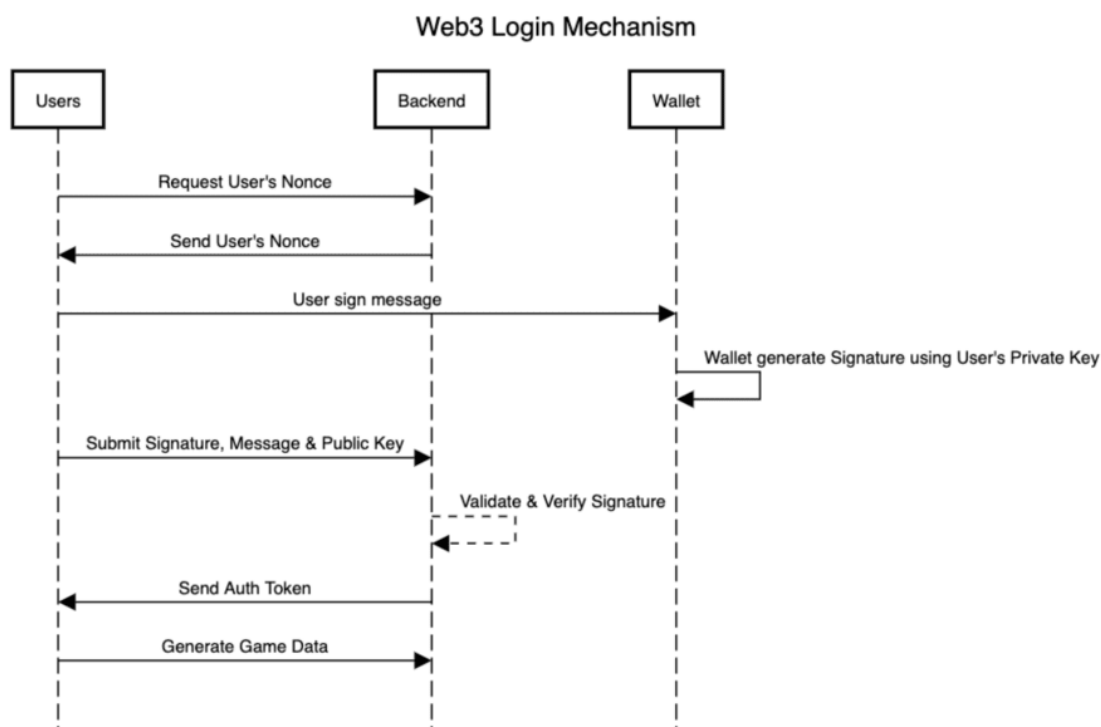 Web3 Login Mechanism
Users
Backend
Wallet
Request User's Nonce
Send User's Nonce
User sign message
Wallet generate Signature using User's Private Key
Submit Signature, Message & Public Key
Validate & Verify Signature
Send Auth Token
Generate Game Data